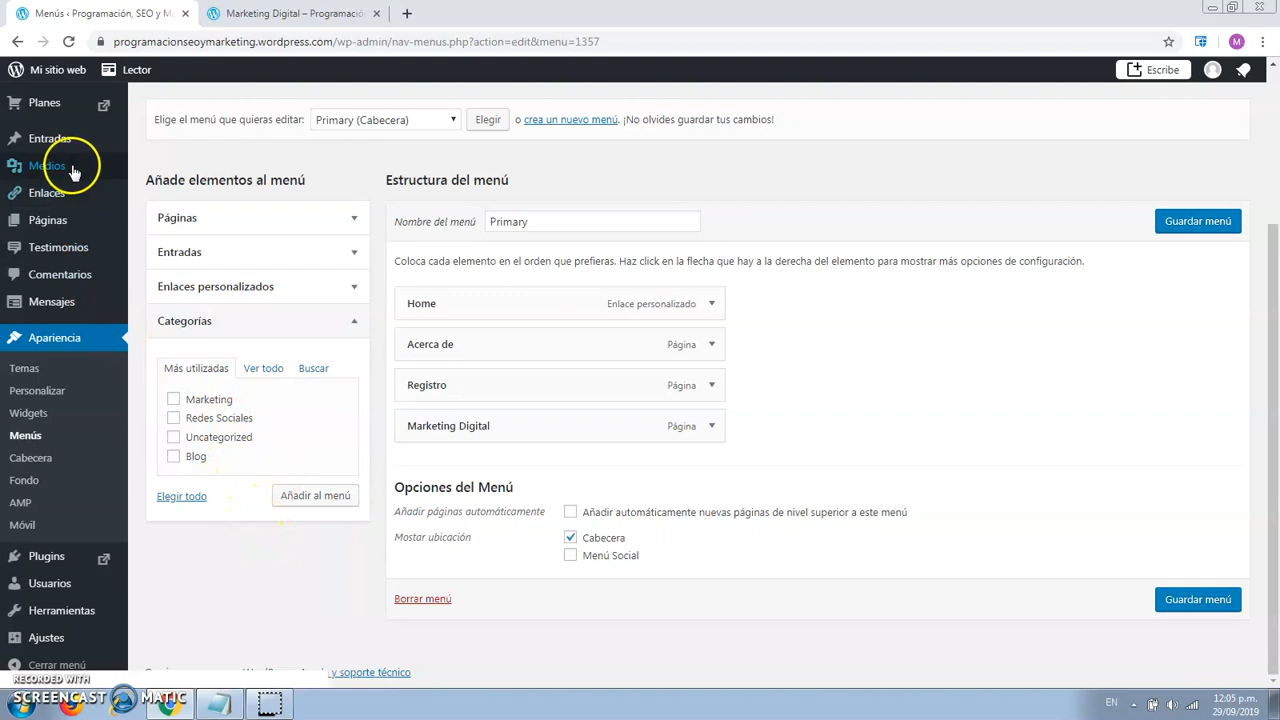 Menús ‹ Programación, SEO y M
Marketing Digital – Programació
programacionseoymarketing.wordpress.com/wp-admin/nav-menus.php?action=edit&menu=1357
M
Mi sitio web
Lector
Escribe
Planes
Entradas
Medios
Enlaces
Páginas
Testimonios
Comentarios
Mensajes
Apariencia
Temas
Personalizar
Widgets
Menús
Cabecera
Fondo
AMP
Móvil
Plugins
Usuarios
Herramientas
Ajustes
Cerrar menú
Elige el menú que quieras editar: Primary (Cabecera) Elegir o crea un nuevo menú. ¡No olvides guardar tus cambios!
Añade elementos al menú
Páginas
Entradas
Enlaces personalizados
Categorías
Más utilizadas Ver todo Buscar
Marketing
Redes Sociales
Uncategorized
Blog
Elegir todo Añadir al menú
Estructura del menú
Nombre del menú Primary Guardar menú
Coloca cada elemento en el orden que prefieras. Haz click en la flecha que hay a la derecha del elemento para mostrar más opciones de configuración.
Home Enlace personalizado
Acerca de Página
Registro Página
Marketing Digital Página
Opciones del Menú
Añadir páginas automáticamente Añadir automáticamente nuevas páginas de nivel superior a este menú
Mostar ubicación Cabecera
Menú Social
Borrar menú Guardar menú
y soporte técnico
RECORDED WITH
SCREENCAST MATIC
EN
12:05 p.m.
29/09/2019